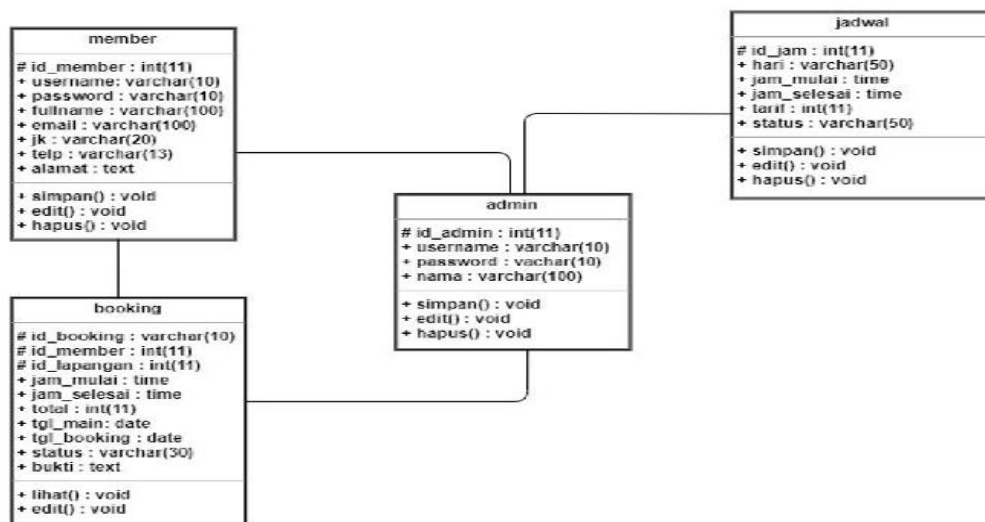 member
# id_member : int(11)
+ username: varchar(10)
+ password : varchar(10)
+ fullname : varchar(100)
+ email : varchar(100)
+ jk : varchar(20)
+ telp : varchar(13)
+ alamat : text
+ simpan() : void
+ edit() : void
+ hapus() : void
jadwal
# id_jam : int(11)
+ hari : varchar(50)
+ jam_mulai : time
+ jam_selesai : time
+ tarif : int(11)
+ status : varchar(50)
+ simpan() : void
+ edit() : void
+ hapus() : void
admin
# id_admin : int(11)
+ username : varchar(10)
+ password : vachar(10)
+ nama : varchar(100)
+ simpan() : void
+ edit() : void
+ hapus() : void
booking
# id_booking : varchar(10)
# id_member : int(11)
# id_lapangan : int(11)
+ jam_mulai : time
+ jam_selesai : time
+ total : int(11)
+ tgl_main: date
+ tgl_booking : date
+ status : varchar(30)
+ bukti : text
+ lihat() : void
+ edit() : void